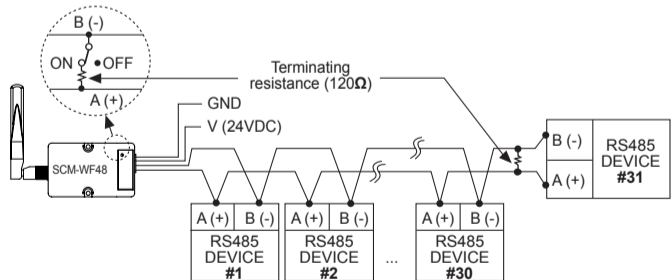 B (-)
ON OFF
A (+)
Terminating
resistance (120Ω)
GND
V (24VDC)
SCM-WF48
B (-)
A (+)
RS485
DEVICE
#31
A (+) B (-)
RS485
DEVICE
#1
A (+) B (-)
RS485
DEVICE
#2
...
A (+) B (-)
RS485
DEVICE
#30